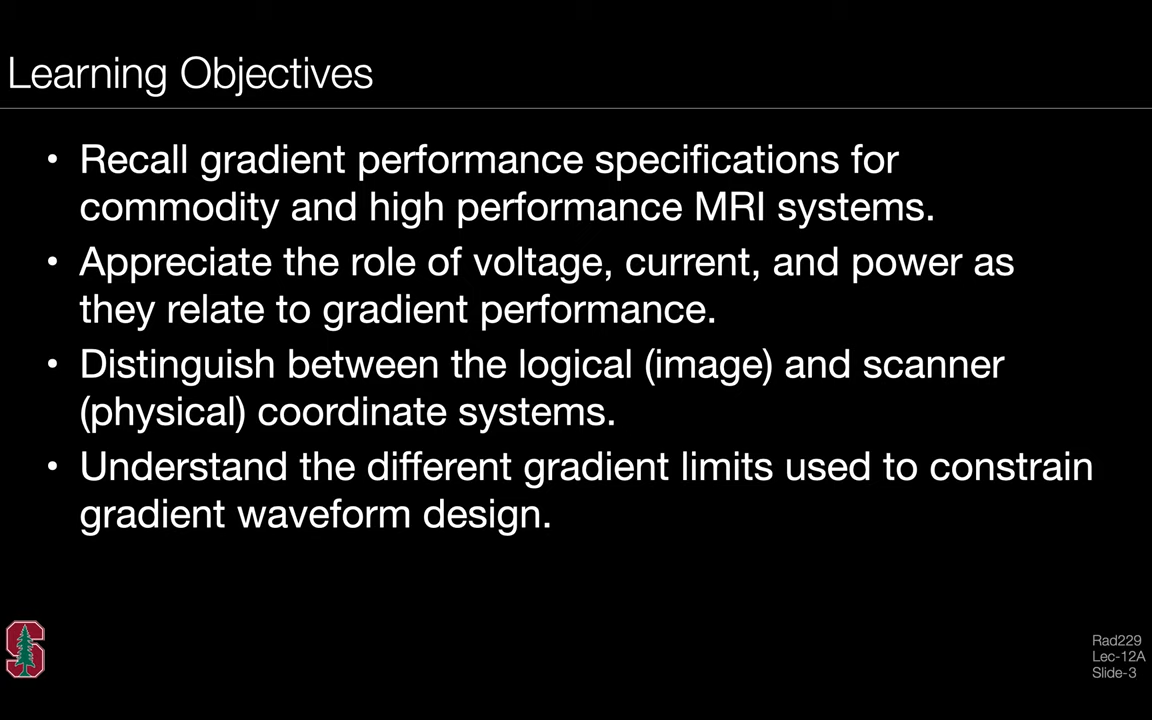 Learning Objectives
• Recall gradient performance specifications for
commodity and high performance MRI systems.
• Appreciate the role of voltage, current, and power as
they relate to gradient performance.
• Distinguish between the logical (image) and scanner
(physical) coordinate systems.
• Understand the different gradient limits used to constrain
gradient waveform design.
S
Rad229
Lec-12A
Slide-3